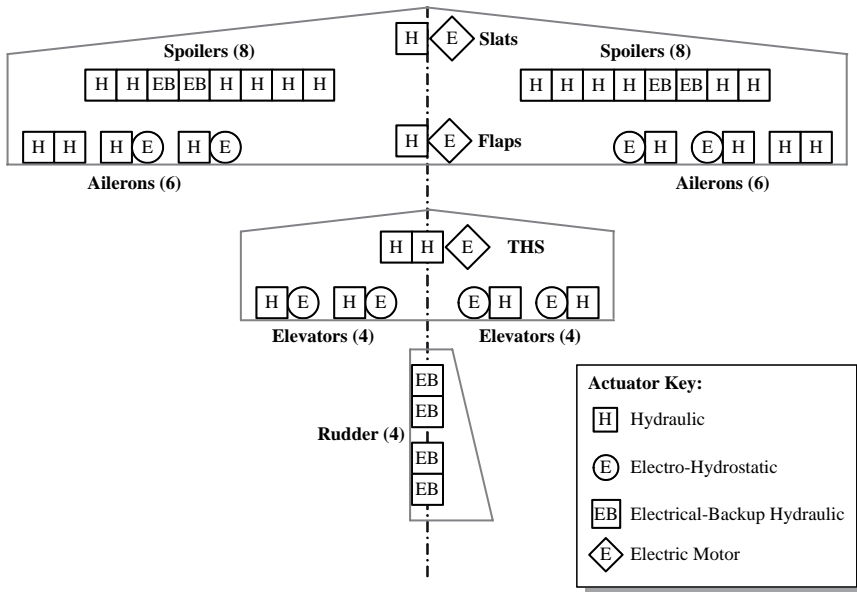 H E Slats
Spoilers (8) Spoilers (8)
H H EB EB H H H H H H H H EB EB H H
H E Flaps
H H H E H E E H E H H H
Ailerons (6) Ailerons (6)
H H E THS
H E H E E H E H
Elevators (4) Elevators (4)
EB
EB
Rudder (4)
EB
EB
Actuator Key:
H Hydraulic
E Electro-Hydrostatic
EB Electrical-Backup Hydraulic
E Electric Motor